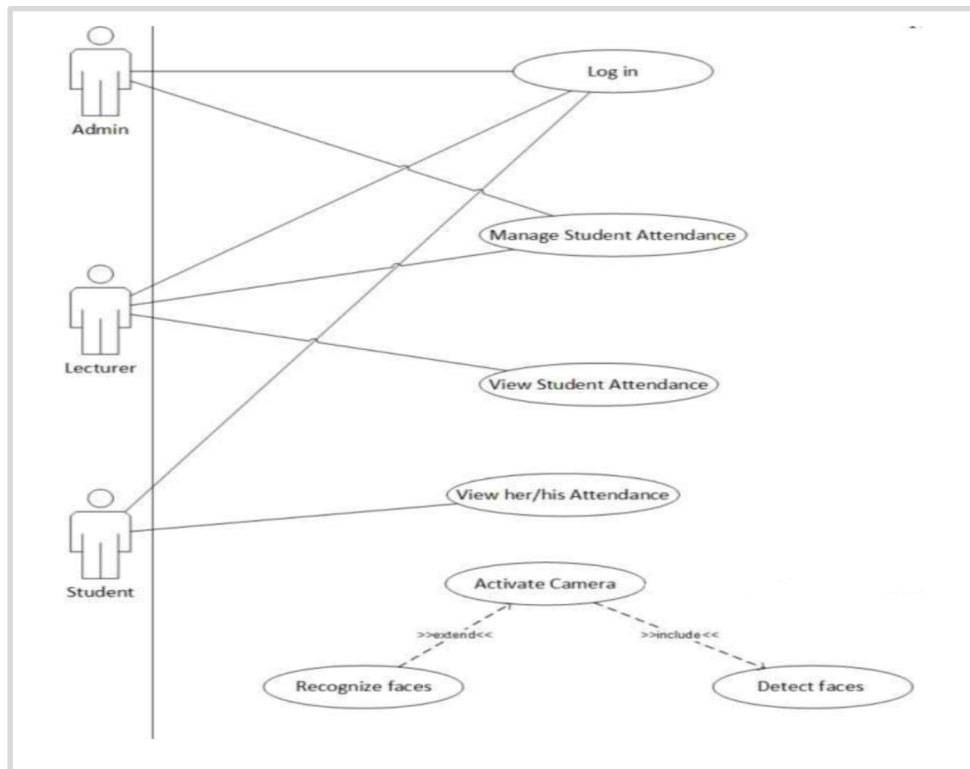 Log in
Admin
Manage Student Attendance
Lecturer
View Student Attendance
View her/his Attendance
Activate Camera
Student
>>extend<<
>>include<<
Recognize faces
Detect faces